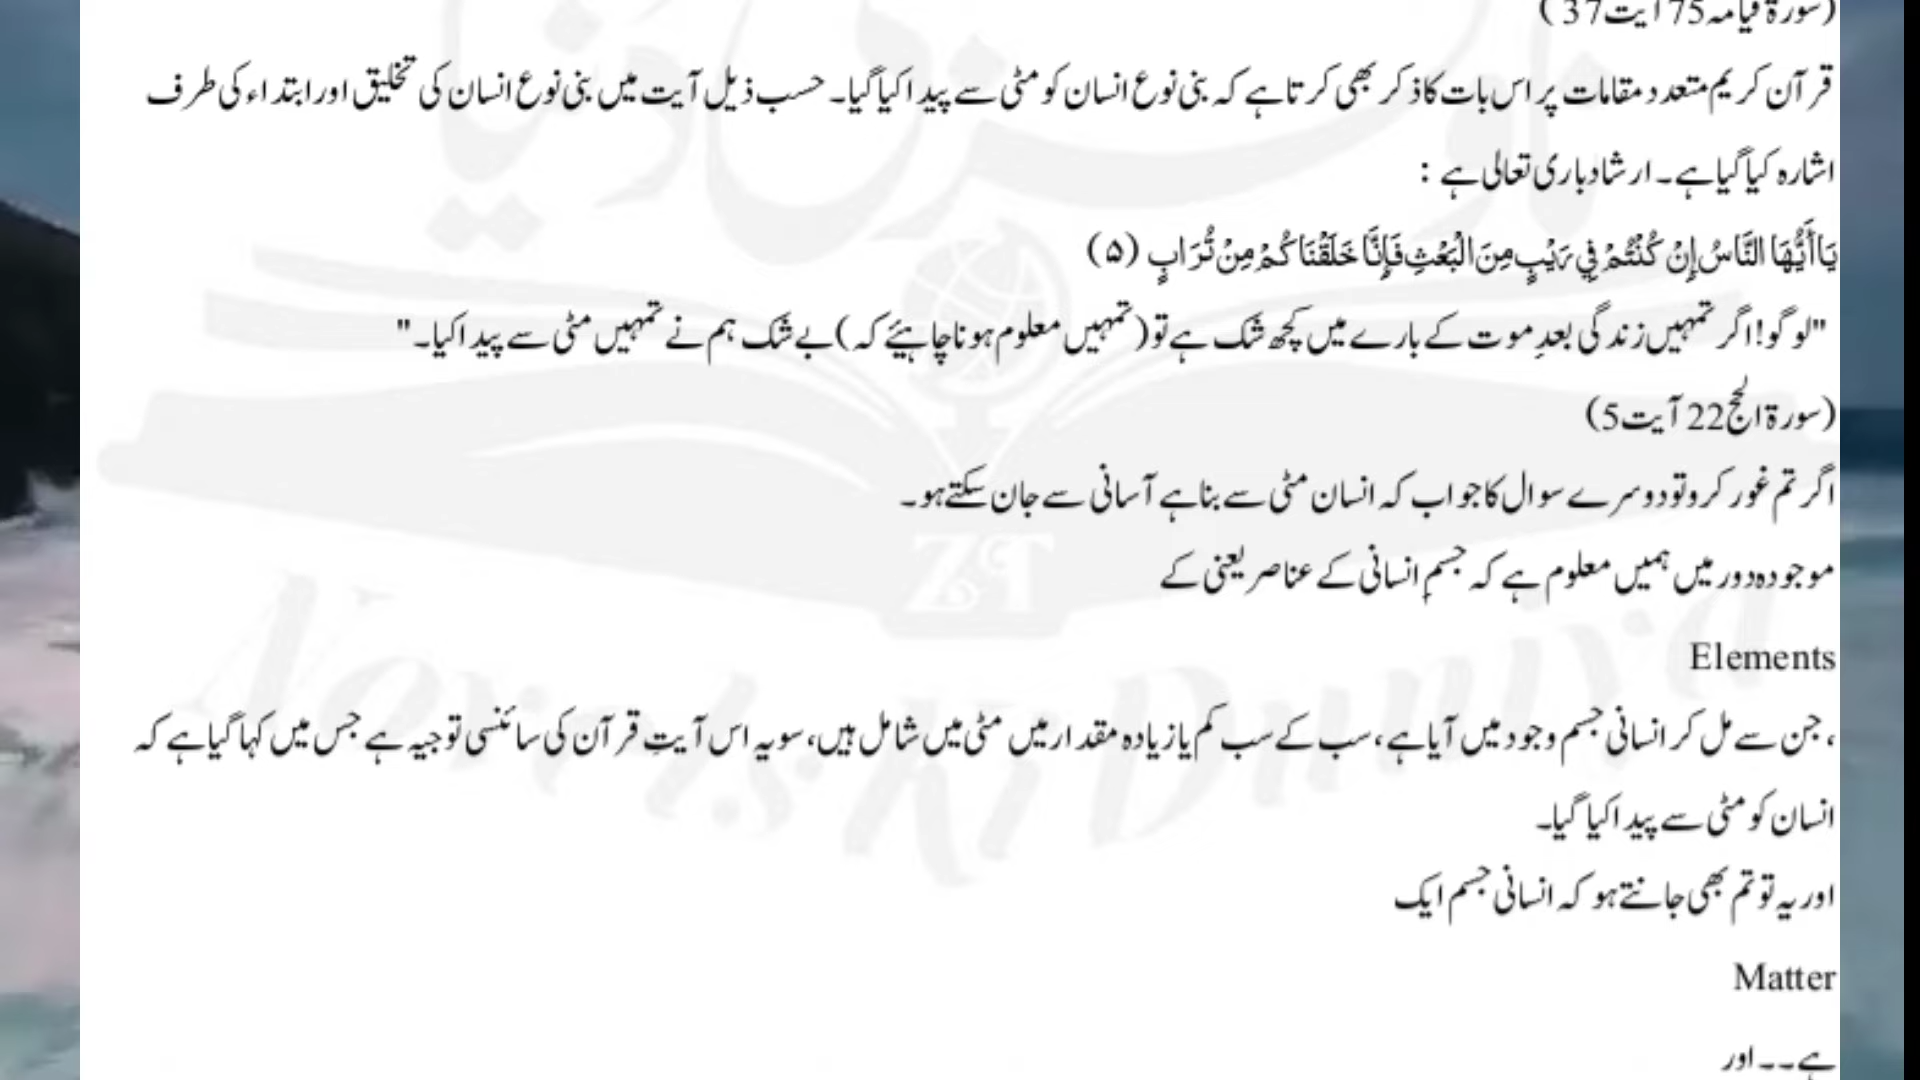 (سورۃ قیامہ 75 آیت 37)
قرآن کریم متعدد مقامات پر اس بات کا ذکر بھی کرتا ہے کہ بنی نوع انسان کو مٹی سے پیدا کیا گیا۔ حسب ذیل آیت میں بنی نوع انسان کی تخلیق اور ابتداء کی طرف
اشارہ کیا گیا ہے۔ ارشاد باری تعالی ہے :
يَا أَيُّهَا النَّاسُ إِنْ كُنْتُمْ فِي رَيْبٍ مِنَ الْبَعْثِ فَإِنَّا خَلَقْنَاكُمْ مِنْ تُرَابٍ (۵)
"لوگو! اگر تمہیں زندگی بعدِ موت کے بارے میں کچھ شک ہے تو (تمہیں معلوم ہونا چاہیئے کہ) بے شک ہم نے تمہیں مٹی سے پیدا کیا۔"
(سورۃ الحج 22 آیت 5)
اگر تم غور کرو تو دوسرے سوال کا جواب کہ انسان مٹی سے بنا ہے آسانی سے جان سکتے ہو۔
موجودہ دور میں ہمیں معلوم ہے کہ جسمِ انسانی کے عناصر یعنی کے
Elements
، جن سے مل کر انسانی جسم وجود میں آیا ہے، سب کے سب کم یا زیادہ مقدار میں مٹی میں شامل ہیں، سو یہ اس آیتِ قرآن کی سائنسی توجیہ ہے جس میں کہا گیا ہے کہ
انسان کو مٹی سے پیدا کیا گیا۔
اور یہ تو تم بھی جانتے ہو کہ انسانی جسم ایک
Matter
ہے۔۔ اور
ناولز کی دنیا
ZT
Novels Ki Duniya